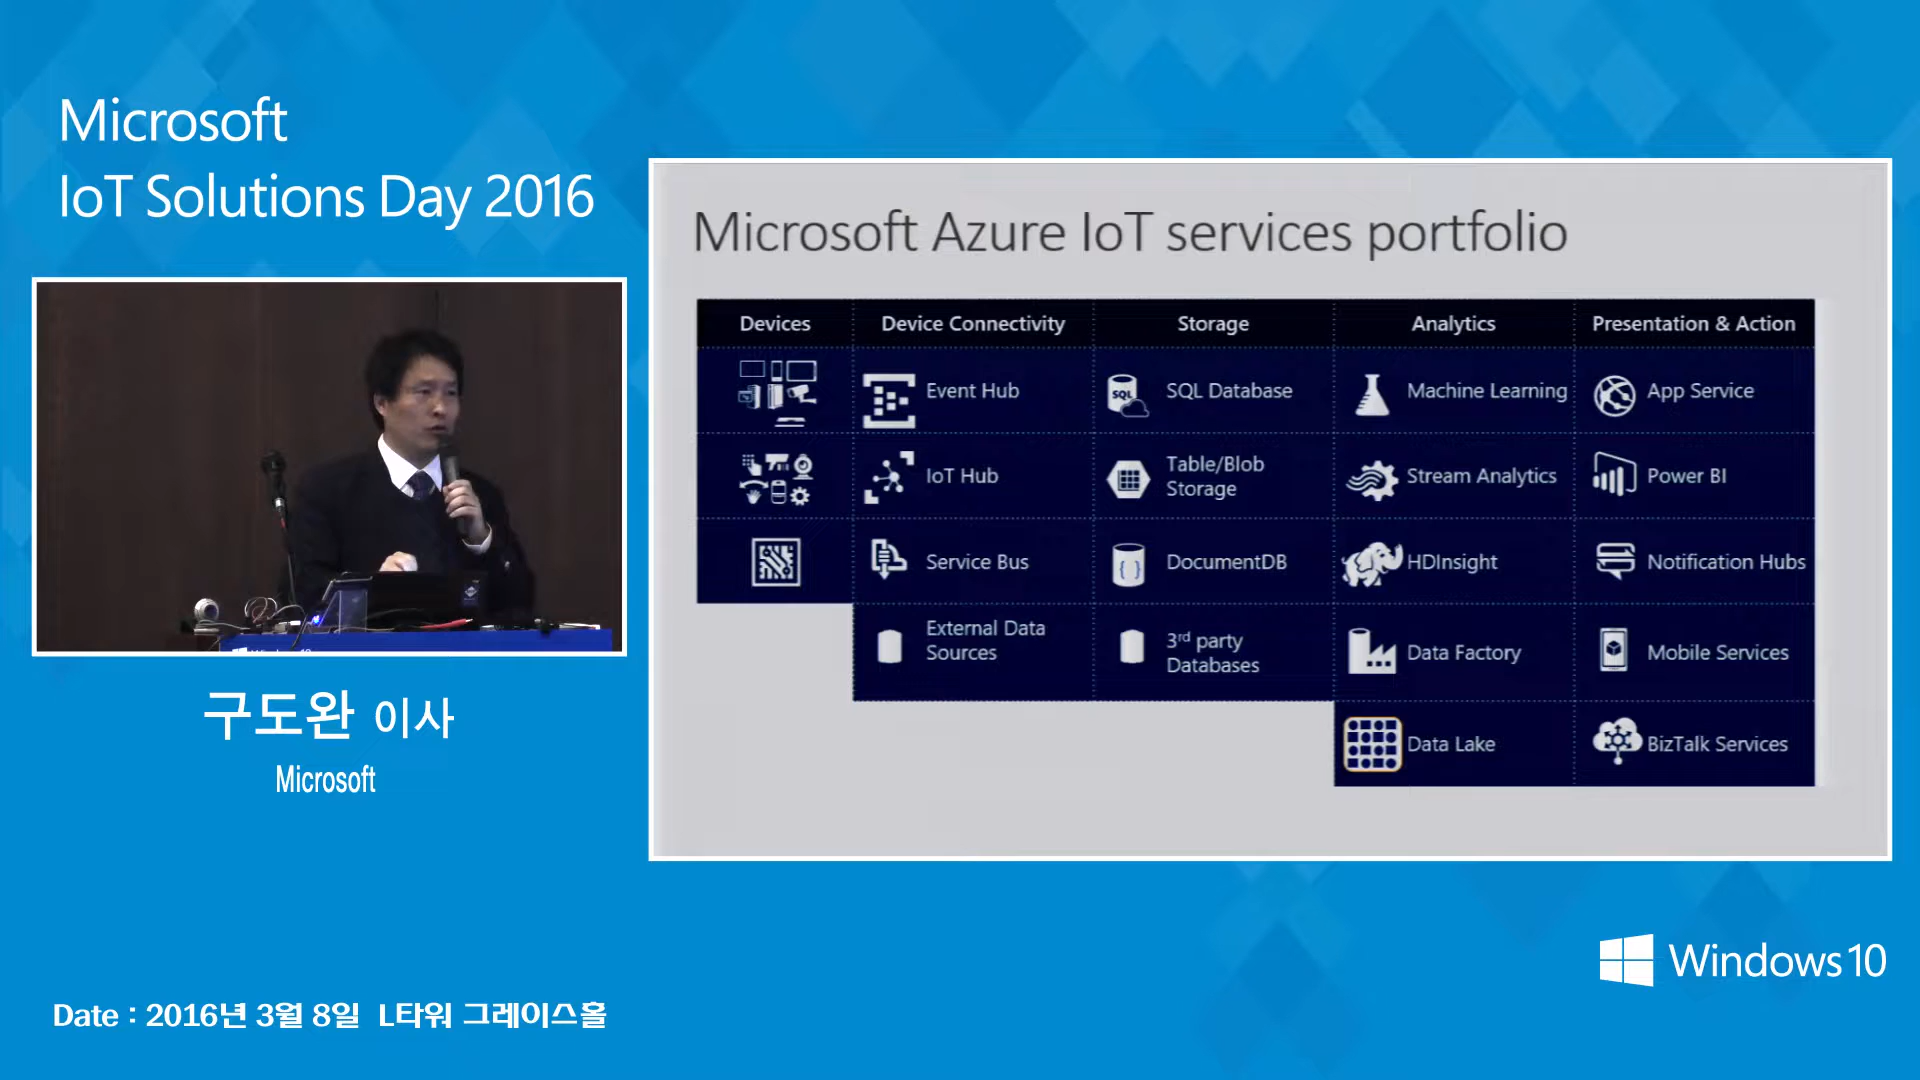 Microsoft
IoT Solutions Day 2016
구도완 이사
Microsoft
Microsoft Azure IoT services portfolio
Devices
Device Connectivity
Storage
Analytics
Presentation & Action
Event Hub
SQL
SQL Database
Machine Learning
App Service
IoT Hub
Table/Blob
Storage
Stream Analytics
Power BI
Service Bus
{ }
DocumentDB
HDInsight
Notification Hubs
External Data
Sources
3rd party
Databases
Data Factory
Mobile Services
Data Lake
BizTalk Services
Windows 10
Date : 2016년 3월 8일 L타워 그레이스홀